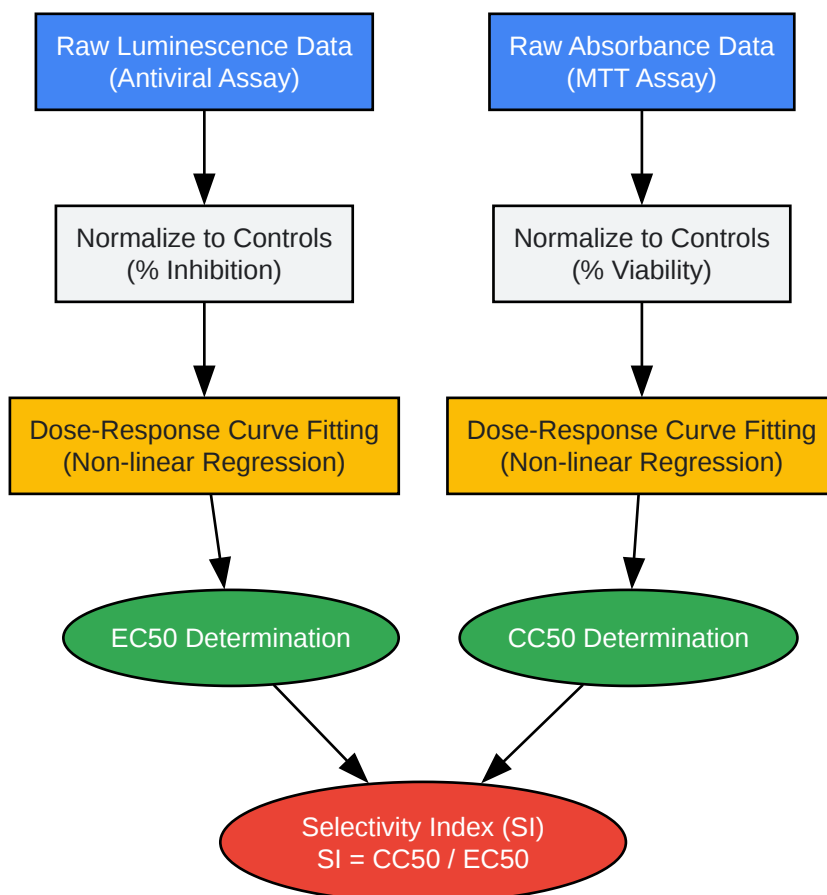 Raw Luminescence Data
(Antiviral Assay)
Raw Absorbance Data
(MTT Assay)
Normalize to Controls
(% Inhibition)
Normalize to Controls
(% Viability)
Dose-Response Curve Fitting
(Non-linear Regression)
Dose-Response Curve Fitting
(Non-linear Regression)
EC50 Determination
CC50 Determination
Selectivity Index (SI)
SI = CC50 / EC50